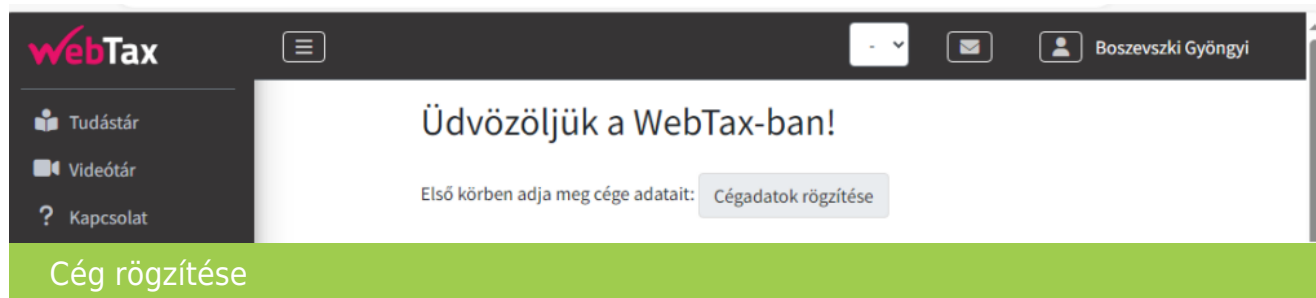 WebTax
-
Boszevszki Gyöngyi
Tudástár
Videótár
? Kapcsolat
Üdvözöljük a WebTax-ban!
Első körben adja meg cége adatait: Cégadatok rögzítése
Cég rögzítése